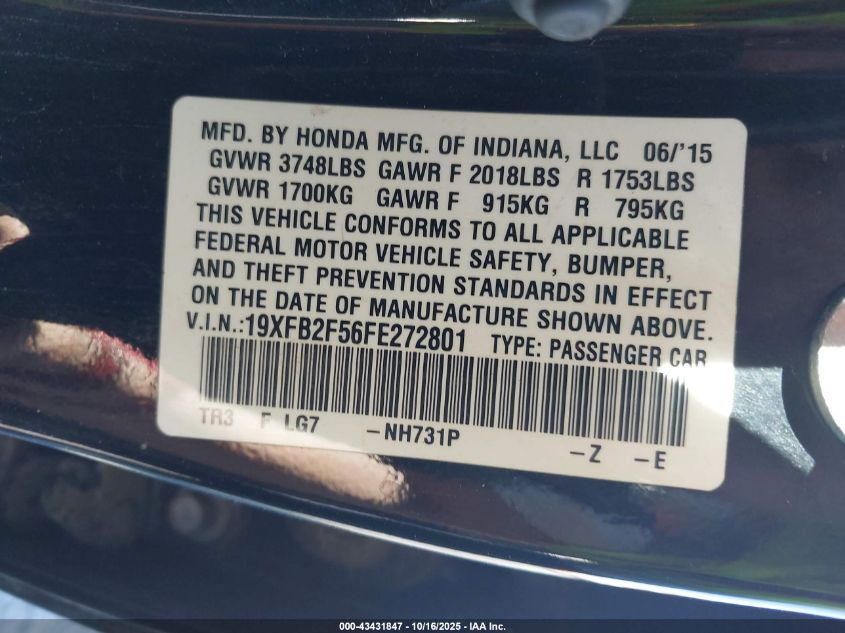 MFD. BY HONDA MFG. OF INDIANA, LLC 06/'15
GVWR 3748LBS GAWR F 2018LBS R 1753LBS
GVWR 1700KG GAWR F 915KG R 795KG
THIS VEHICLE CONFORMS TO ALL APPLICABLE
FEDERAL MOTOR VEHICLE SAFETY, BUMPER,
AND THEFT PREVENTION STANDARDS IN EFFECT
ON THE DATE OF MANUFACTURE SHOWN ABOVE.
V.I.N.:19XFB2F56FE272801 TYPE: PASSENGER CAR
TR3 F LG7 -NH731P -Z -E
000-43431847 - 10/16/2025 - IAA Inc.